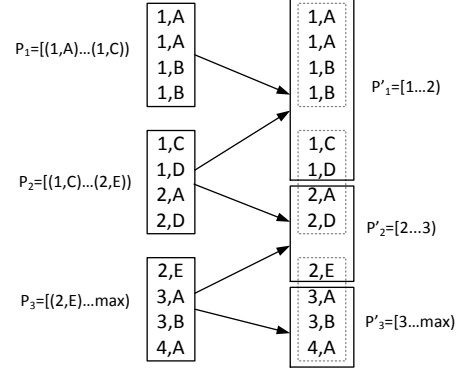 P₁=[(1,A)...(1,C))
1,A
1,A
1,B
1,B
P₂=[(1,C)...(2,E))
1,C
1,D
2,A
2,D
P₃=[(2,E)...max)
2,E
3,A
3,B
4,A
1,A
1,A
1,B
1,B
1,C
1,D
P'₁=[1...2)
2,A
2,D
2,E
P'₂=[2...3)
3,A
3,B
4,A
P'₃=[3...max)